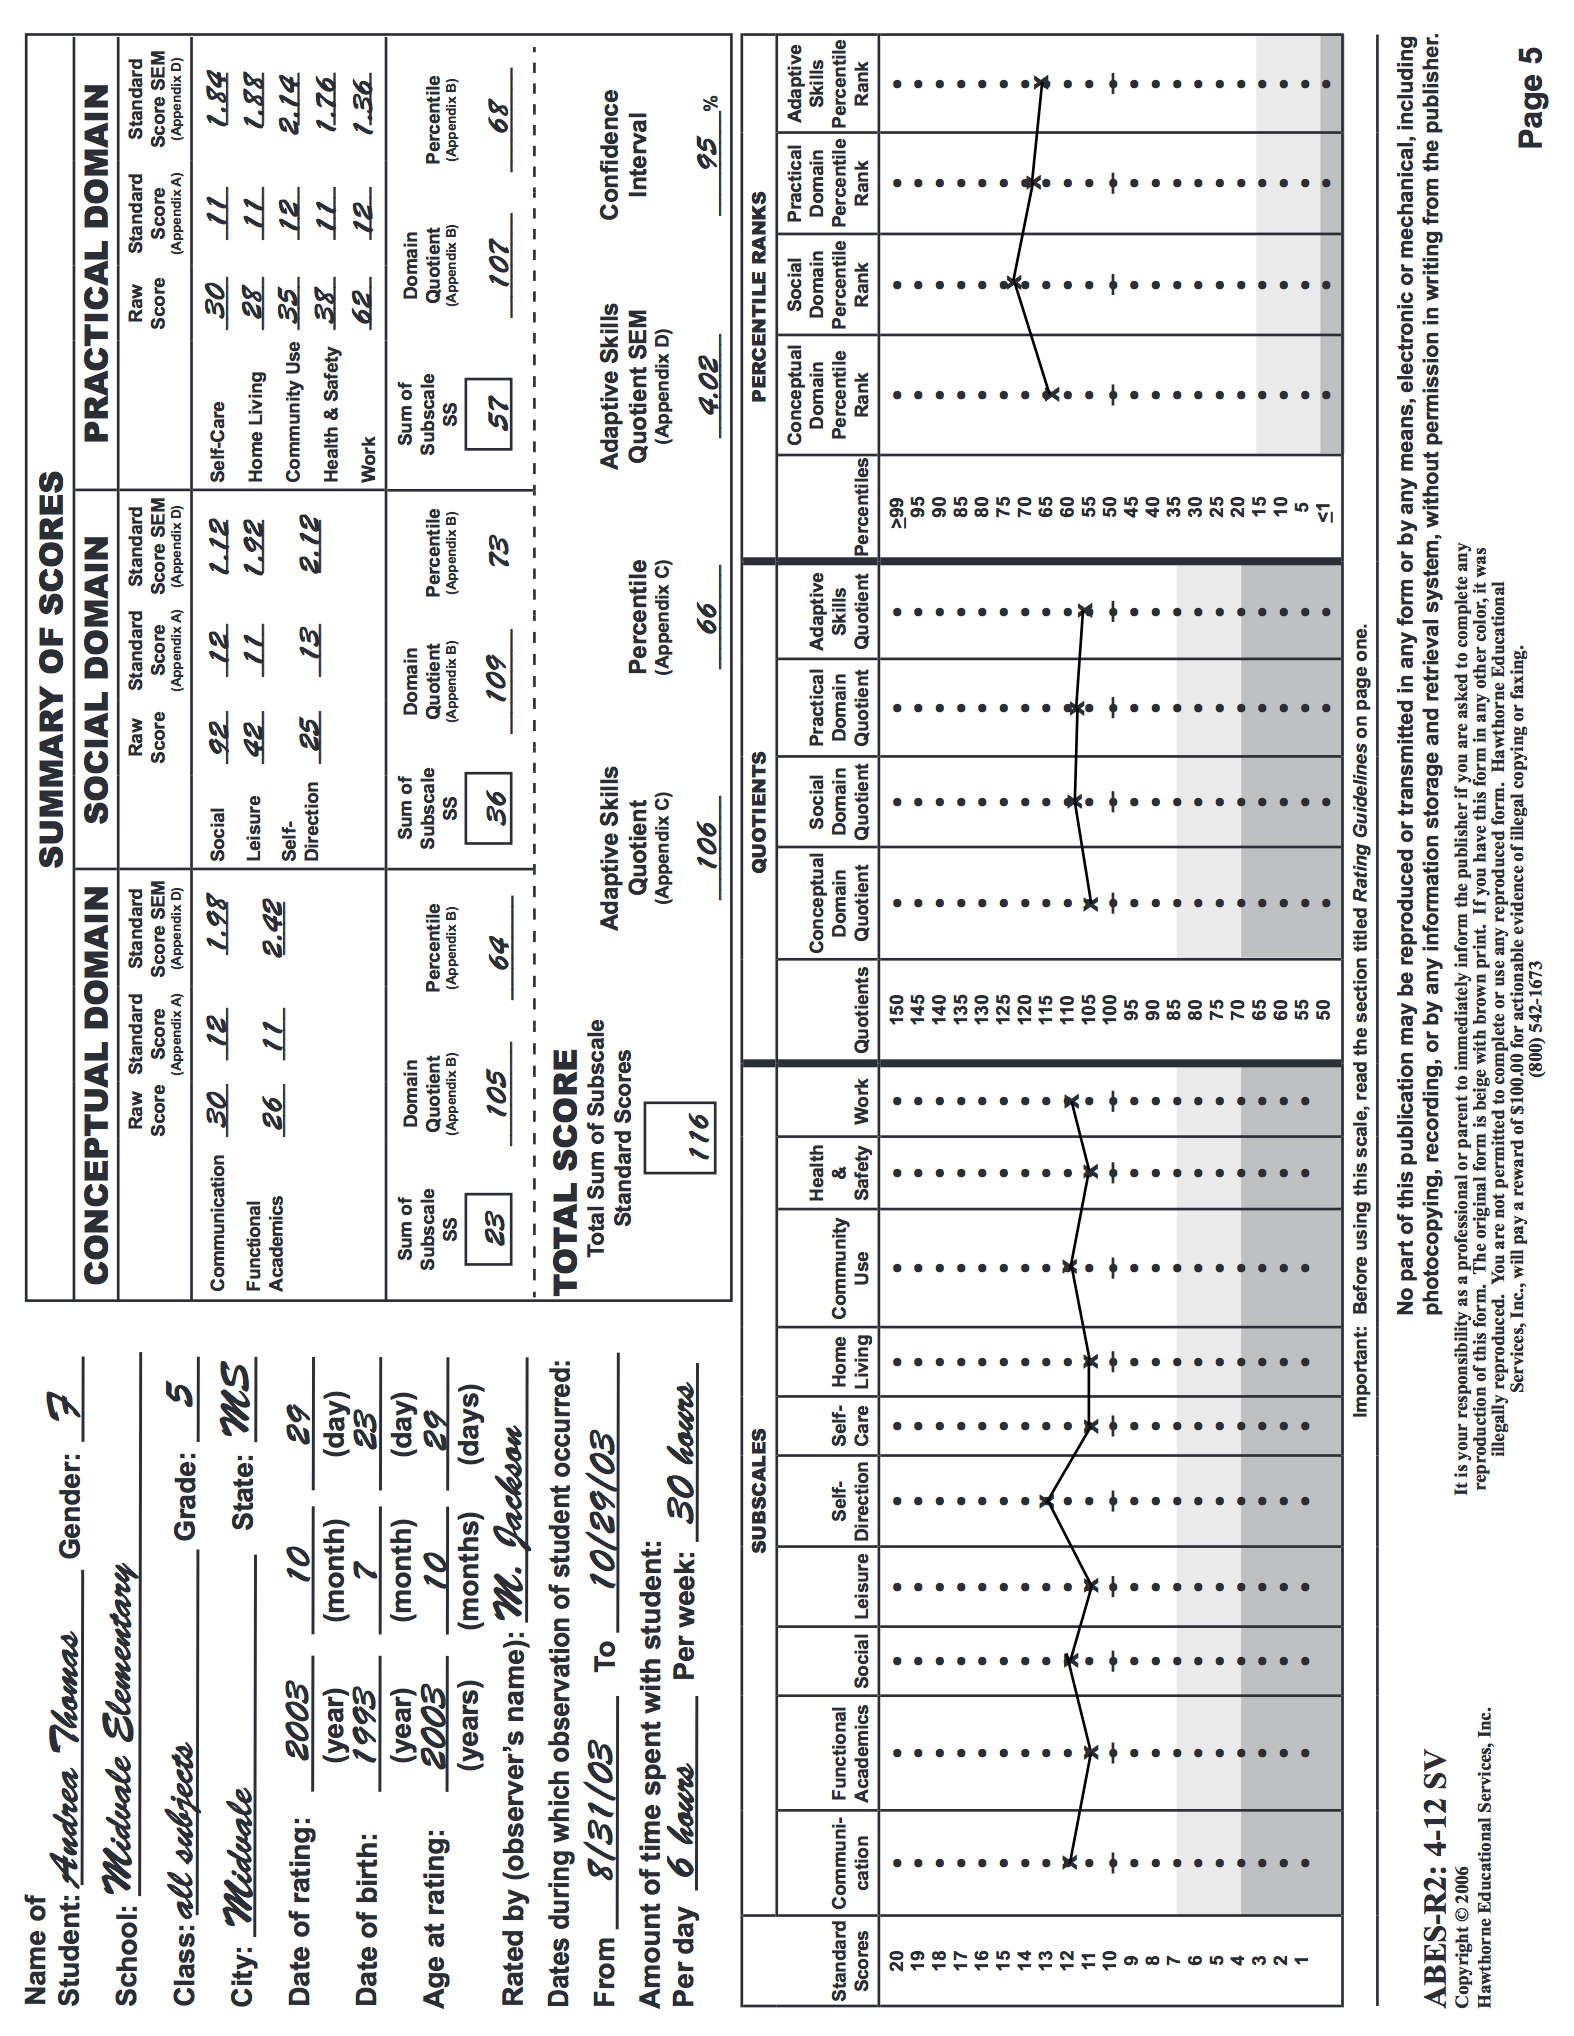 Name of
Student: Andrea Thomas Gender: F
School: Midvale Elementary
Class: all subjects Grade: 5
City: Midvale State: MS
Date of rating: 2003 10 29
(year) (month) (day)
Date of birth: 1993 7 23
(year) (month) (day)
Age at rating: 2003 10 29
(years) (months) (days)
Rated by (observer's name): M. Jackson
Dates during which observation of student occurred:
From 8/31/03 To 10/29/03
Amount of time spent with student:
Per day 6 hours Per week: 30 hours
SUMMARY OF SCORES
CONCEPTUAL DOMAIN
Raw Score Standard Score (Appendix A) Standard Score SEM (Appendix D)
Communication 30 12 1.98
Functional Academics 26 11 2.42
Sum of Subscale SS Domain Quotient (Appendix B) Percentile (Appendix B)
23 105 64
SOCIAL DOMAIN
Raw Score Standard Score (Appendix A) Standard Score SEM (Appendix D)
Social 92 12 1.12
Leisure 42 11 1.92
Self-Direction 25 13 2.12
Sum of Subscale SS Domain Quotient (Appendix B) Percentile (Appendix B)
36 109 73
PRACTICAL DOMAIN
Raw Score Standard Score (Appendix A) Standard Score SEM (Appendix D)
Self-Care 30 11 1.84
Home Living 28 11 1.88
Community Use 35 12 2.14
Health & Safety 38 11 1.76
Work 62 12 1.36
Sum of Subscale SS Domain Quotient (Appendix B) Percentile (Appendix B)
57 107 68
TOTAL SCORE
Total Sum of Subscale Standard Scores Adaptive Skills Quotient (Appendix C) Percentile (Appendix C) Adaptive Skills Quotient SEM (Appendix D) Confidence Interval
116 106 66 4.02 95 %
SUBSCALES QUOTIENTS PERCENTILE RANKS
Standard Scores Communi-cation Functional Academics Social Leisure Self-Direction Self-Care Home Living Community Use Health & Safety Work Quotients Conceptual Domain Quotient Social Domain Quotient Practical Domain Quotient Adaptive Skills Quotient Percentiles Conceptual Domain Percentile Rank Social Domain Percentile Rank Practical Domain Percentile Rank Adaptive Skills Percentile Rank
20 150 >99
19 145 95
18 140 90
17 135 85
16 130 80
15 125 75
14 120 70
13 115 65
12 110 60
11 105 55
10 100 50
9 95 45
8 90 40
7 85 35
6 80 30
5 75 25
4 70 20
3 65 15
2 60 10
1 55 5
50 <1
Important: Before using this scale, read the section titled Rating Guidelines on page one.
ABES-R2: 4-12 SV
Copyright © 2006
Hawthorne Educational Services, Inc.
No part of this publication may be reproduced or transmitted in any form or by any means, electronic or mechanical, including
photocopying, recording, or by any information storage and retrieval system, without permission in writing from the publisher.
It is your responsibility as a professional or parent to immediately inform the publisher if you are asked to complete any
reproduction of this form. The original form is beige with brown print. If you have this form in any other color, it was
illegally reproduced. You are not permitted to complete or use any reproduced form. Hawthorne Educational
Services, Inc., will pay a reward of $100.00 for actionable evidence of illegal copying or faxing.
(800) 542-1673
Page 5